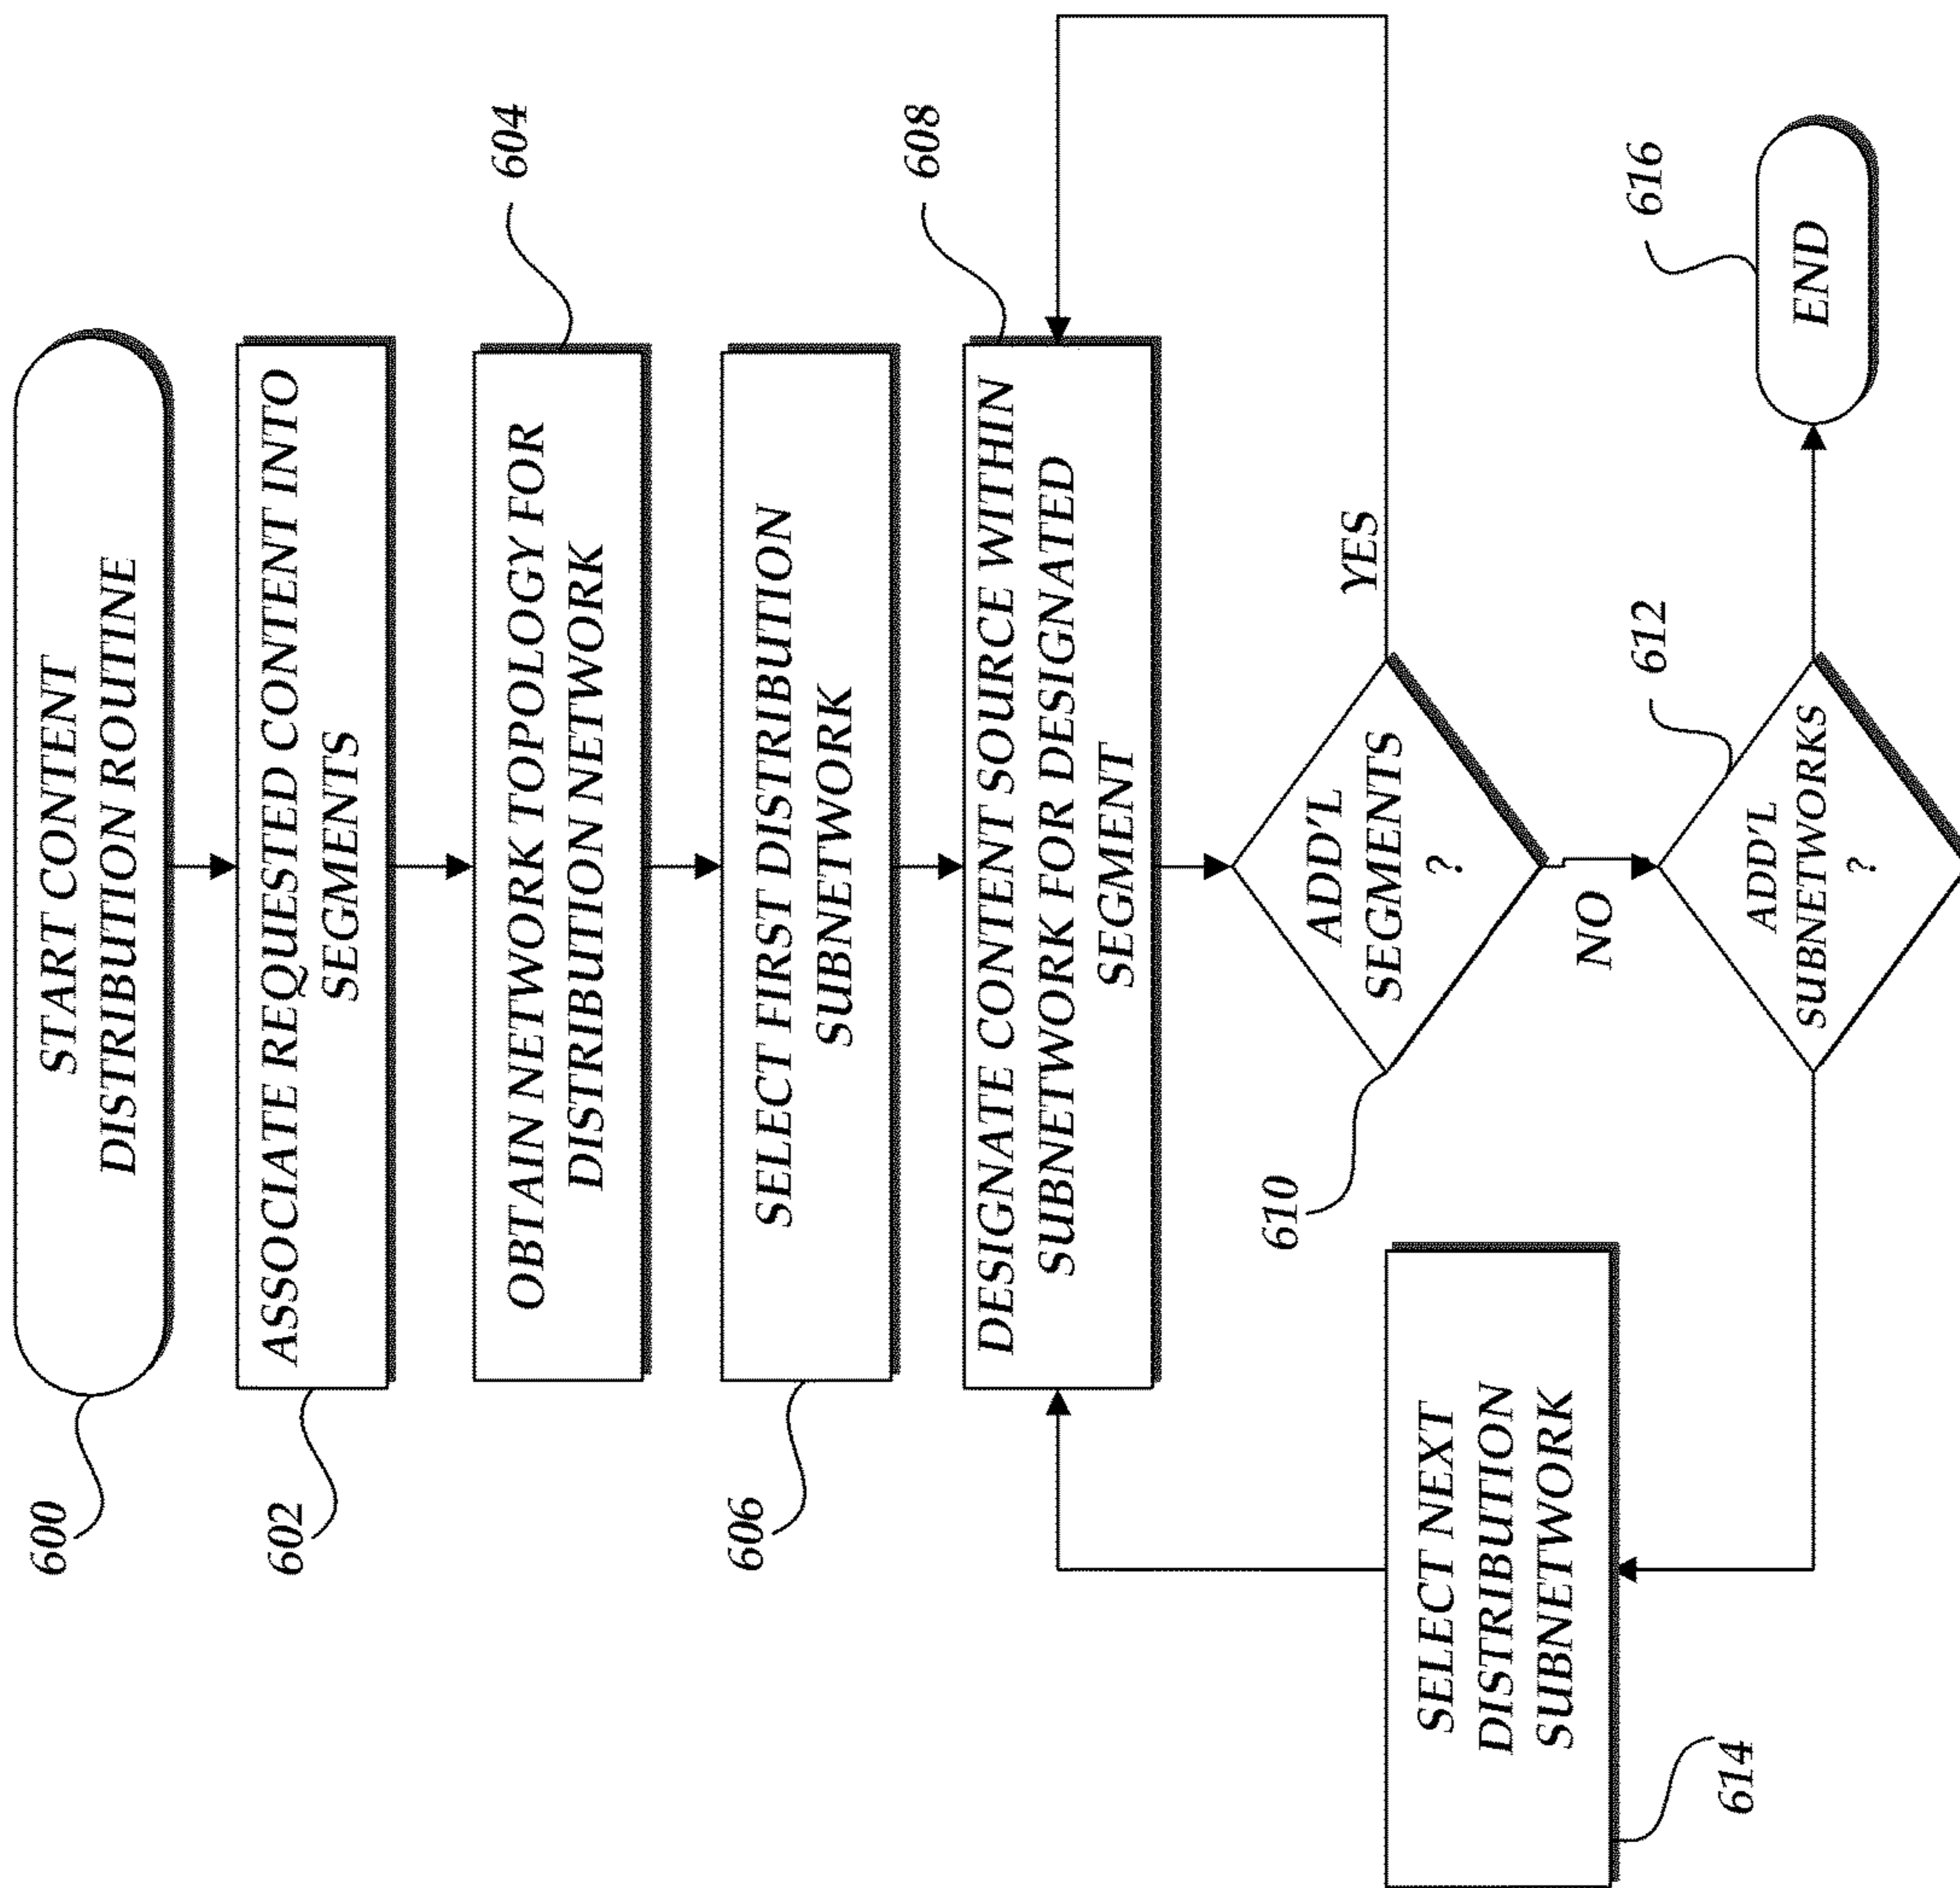 START CONTENT
DISTRIBUTION ROUTINE
600
ASSOCIATE REQUESTED CONTENT INTO
SEGMENTS
602
OBTAIN NETWORK TOPOLOGY FOR
DISTRIBUTION NETWORK
604
SELECT FIRST DISTRIBUTION
SUBNETWORK
606
DESIGNATE CONTENT SOURCE WITHIN
SUBNETWORK FOR DESIGNATED
SEGMENT
608
ADD'L
SEGMENTS
?
610
YES
NO
ADD'L
SUBNETWORKS
?
612
SELECT NEXT
DISTRIBUTION
SUBNETWORK
614
END
616